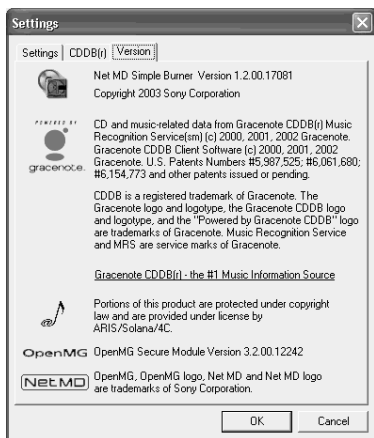 Settings
Settings CDDB(r) Version
Net MD Simple Burner Version 1.2.00.17081
Copyright 2003 Sony Corporation
POWERED BY
gracenote.
CD and music-related data from Gracenote CDDB(r) Music
Recognition Service(sm) (c) 2000, 2001, 2002 Gracenote.
Gracenote CDDB Client Software (c) 2000, 2001, 2002
Gracenote. U.S. Patents Numbers #5,987,525; #6,061,680;
#6,154,773 and other patents issued or pending.
CDDB is a registered trademark of Gracenote. The
Gracenote logo and logotype, the Gracenote CDDB logo
and logotype, and the "Powered by Gracenote CDDB" logo
are trademarks of Gracenote. Music Recognition Service
and MRS are service marks of Gracenote.
Gracenote CDDB(r) - the #1 Music Information Source
Portions of this product are protected under copyright
law and are provided under license by
ARIS/Solana/4C.
OpenMG OpenMG Secure Module Version 3.2.00.12242
Net MD OpenMG, OpenMG logo, Net MD and Net MD logo
are trademarks of Sony Corporation.
OK Cancel